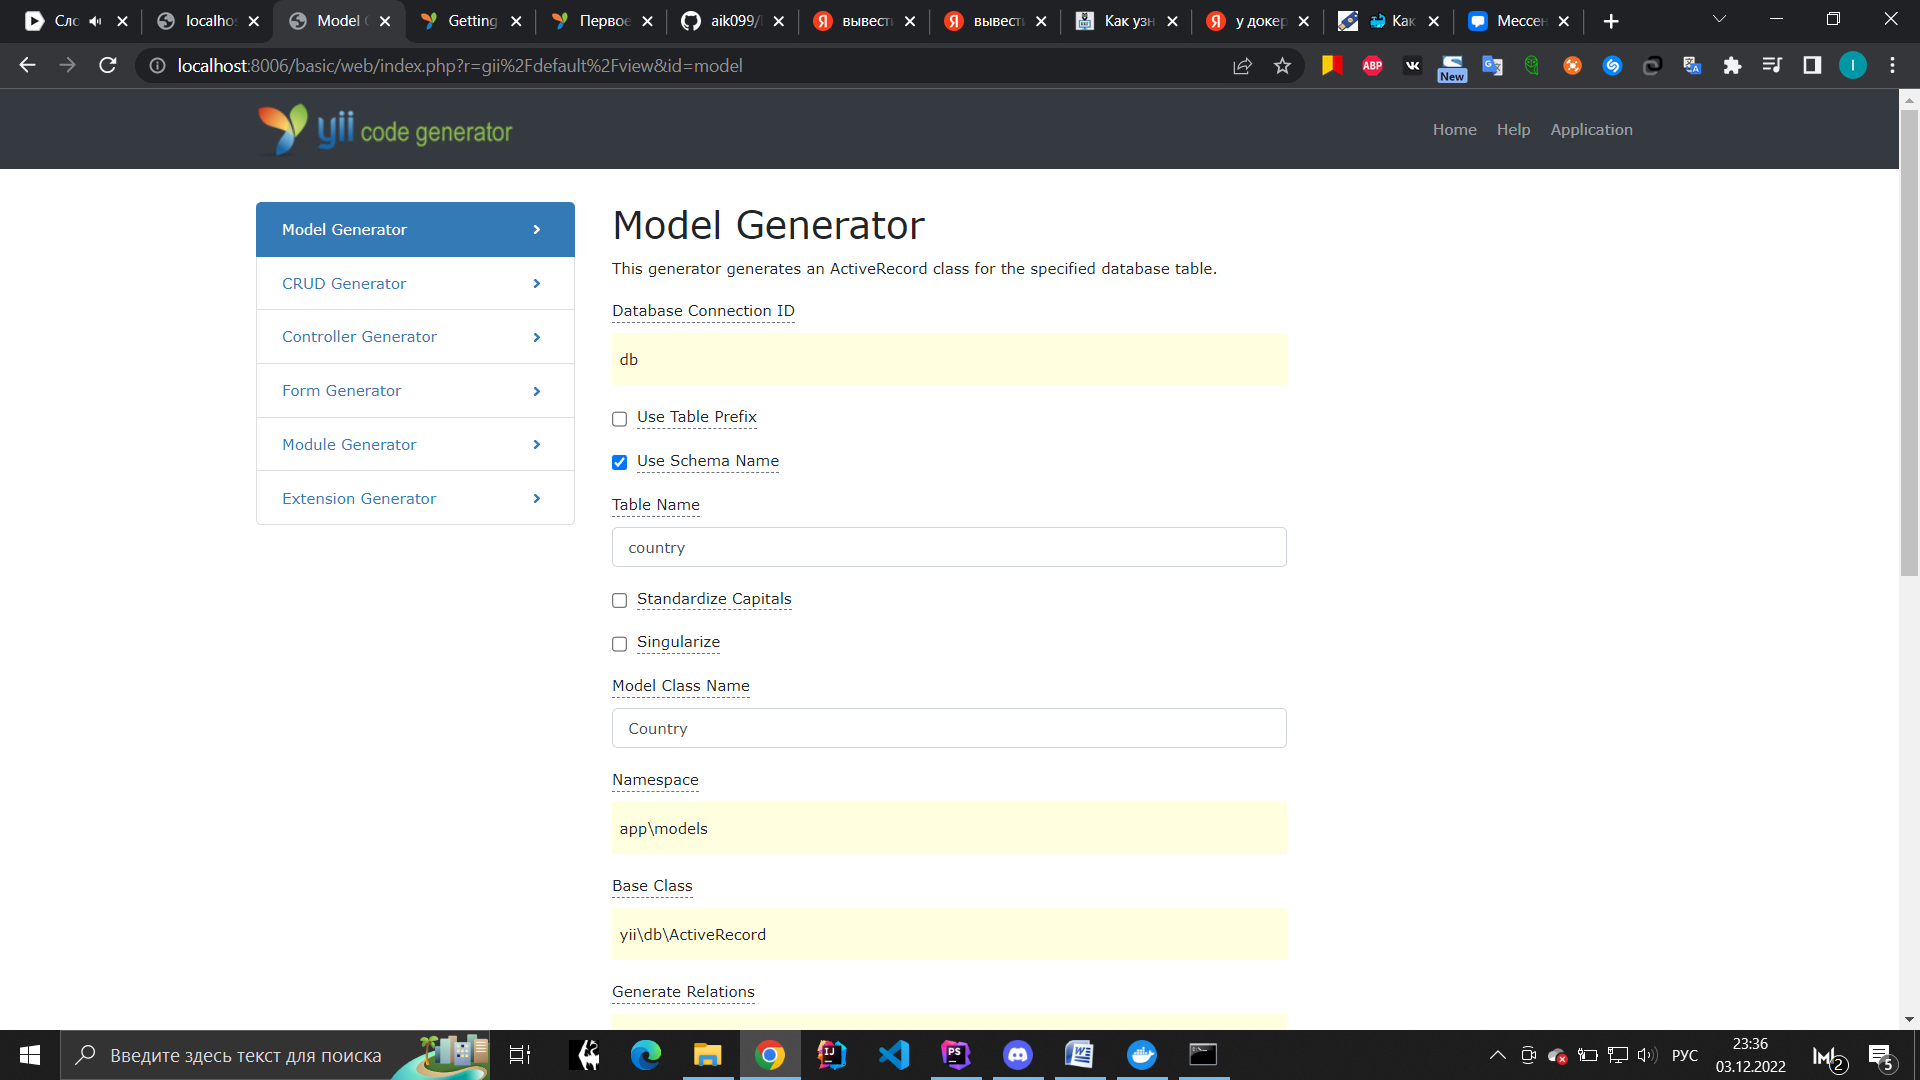 Сло
localhos
Model G
Getting
Первое
aik099/
вывест
вывест
Как узн
у докер
Как
Мессен
localhost:8006/basic/web/index.php?r=gii%2Fdefault%2Fview&id=model
ABP
New
I
yii code generator
Home
Help
Application
Model Generator
CRUD Generator
Controller Generator
Form Generator
Module Generator
Extension Generator
Model Generator
This generator generates an ActiveRecord class for the specified database table.
Database Connection ID
db
Use Table Prefix
Use Schema Name
Table Name
country
Standardize Capitals
Singularize
Model Class Name
Country
Namespace
app\models
Base Class
yii\db\ActiveRecord
Generate Relations
Введите здесь текст для поиска
РУС
23:36
03.12.2022
2
5